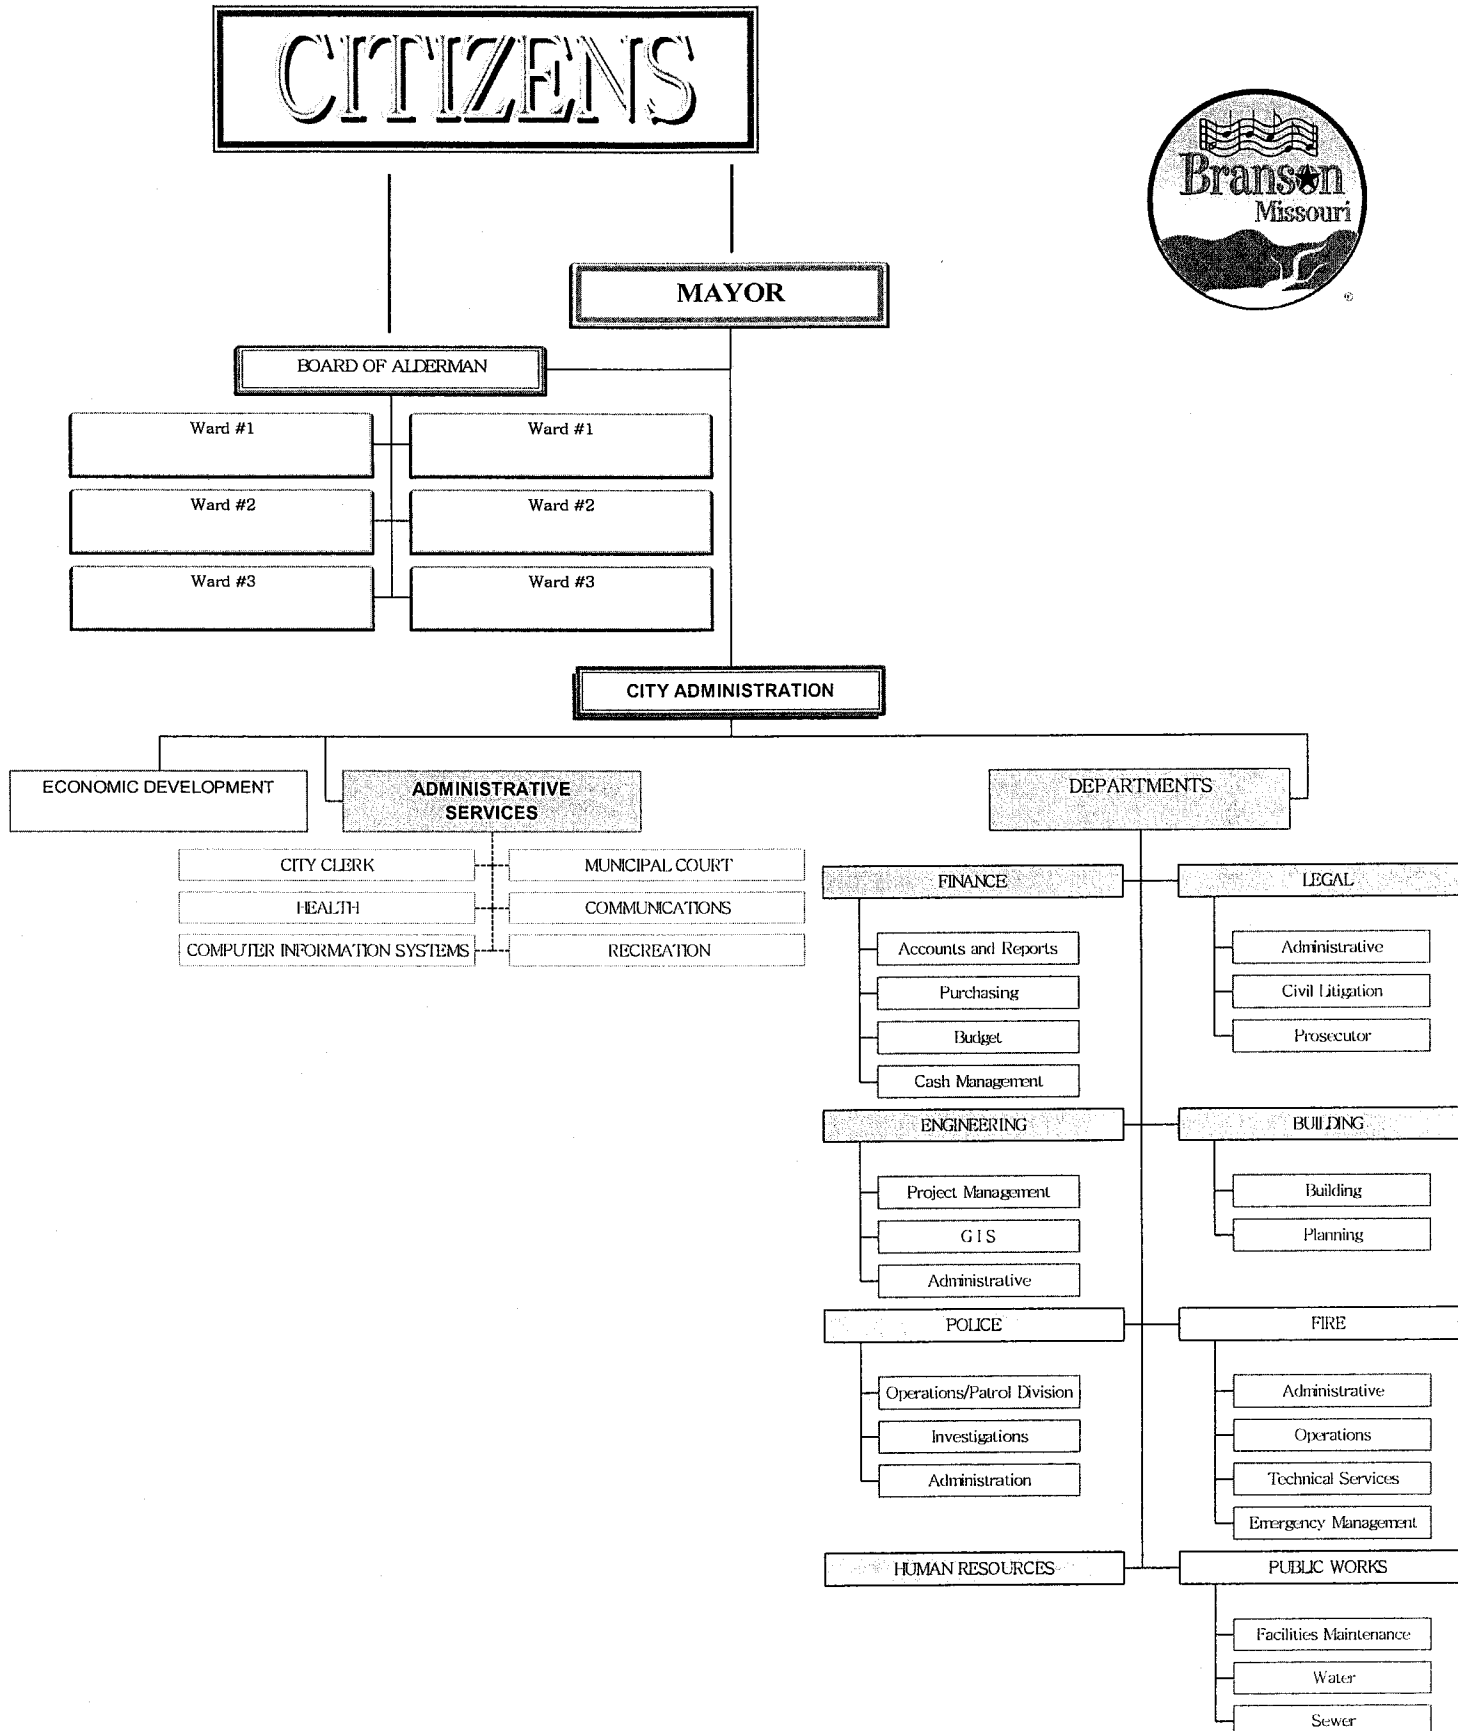 CITIZENS
Branson
Missouri
®
MAYOR
BOARD OF ALDERMAN
Ward #1
Ward #1
Ward #2
Ward #2
Ward #3
Ward #3
CITY ADMINISTRATION
ECONOMIC DEVELOPMENT
ADMINISTRATIVE
SERVICES
CITY CLERK
MUNICIPAL COURT
HEALTH
COMMUNICATIONS
COMPUTER INFORMATION SYSTEMS
RECREATION
DEPARTMENTS
FINANCE
Accounts and Reports
Purchasing
Budget
Cash Management
LEGAL
Administrative
Civil Litigation
Prosecutor
ENGINEERING
Project Management
G I S
Administrative
BUILDING
Building
Planning
POLICE
Operations/Patrol Division
Investigations
Administration
FIRE
Administrative
Operations
Technical Services
Emergency Management
HUMAN RESOURCES
PUBLIC WORKS
Facilities Maintenance
Water
Sewer